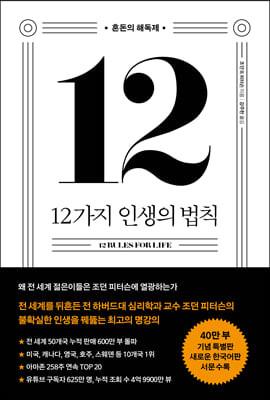 • 혼돈의 해독제 •
12
조던 B. 피터슨 지음 | 강주헌 옮김
12가지 인생의 법칙
12 RULES FOR LIFE
왜 전 세계 젊은이들은 조던 피터슨에 열광하는가
전 세계를 뒤흔든 전 하버드대 심리학과 교수 조던 피터슨의
불확실한 인생을 꿰뚫는 최고의 명강의
★ 전 세계 50개국 누적 판매 600만 부 돌파
★ 미국, 캐나다, 영국, 호주, 스웨덴 등 10개국 1위
★ 아마존 258주 연속 TOP 20
★ 유튜브 구독자 625만 명, 누적 조회 수 4억 9900만 뷰
40만 부
기념 특별판
새로운 한국어판
서문 수록